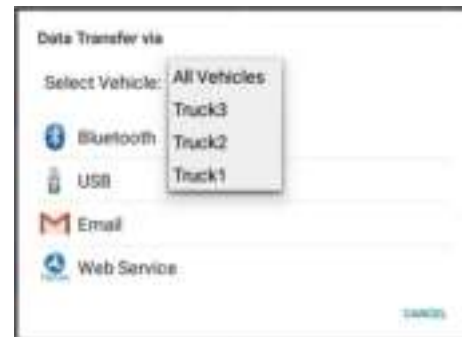 Data Transfer via
Select Vehicle: All Vehicles
Truck3
Bluetooth Truck2
USB Truck1
Email
Web Service
CANCEL